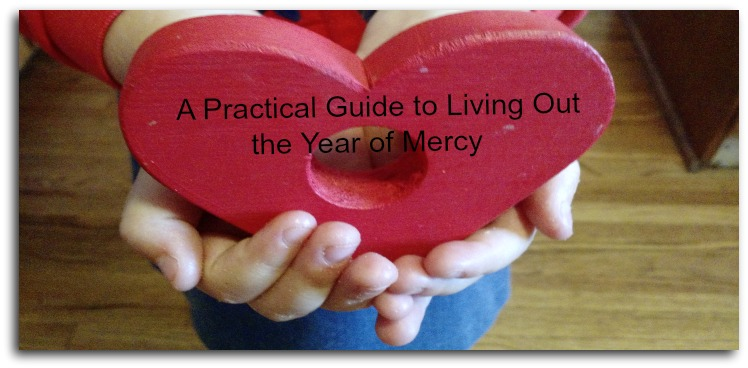 A Practical Guide to Living Out
the Year of Mercy